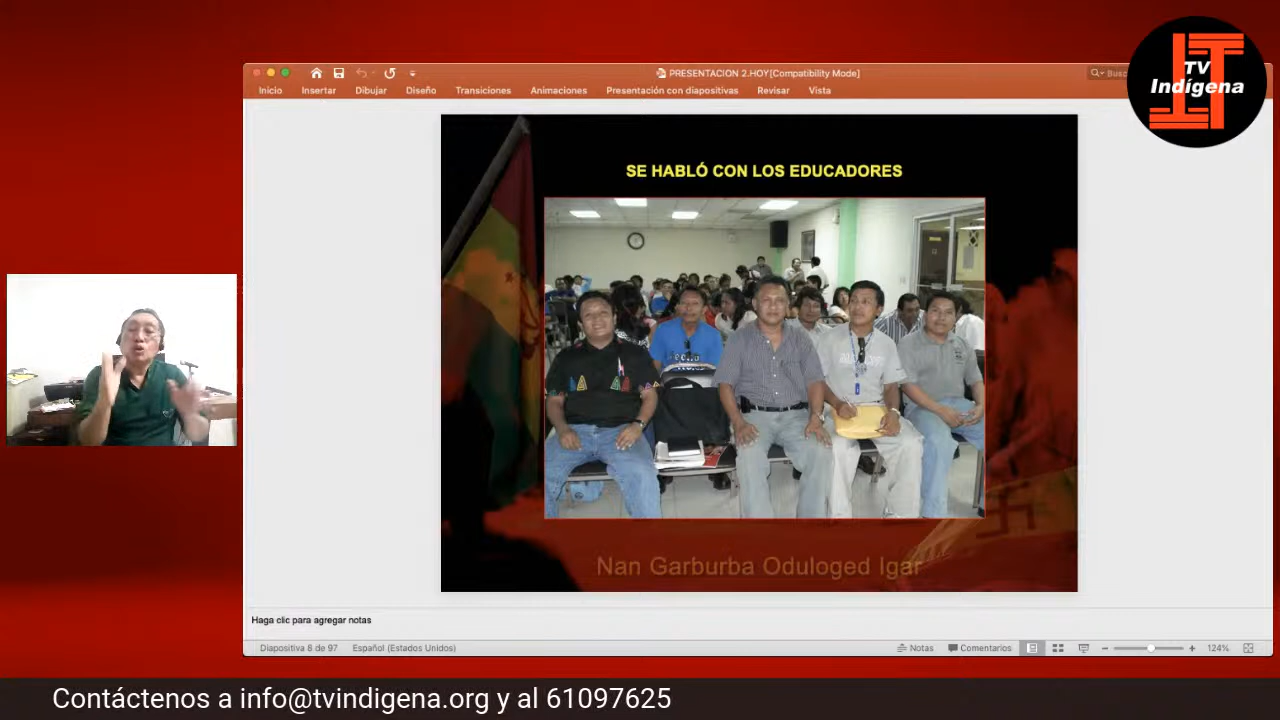 PRESENTACION 2.HOY[Compatibility Mode]
Inicio Insertar Dibujar Diseño Transiciones Animaciones Presentación con diapositivas Revisar Vista
TV
Indígena
SE HABLÓ CON LOS EDUCADORES
Nan Garburba Oduloged Igar
Haga clic para agregar notas
Diapositiva 8 de 97 Español (Estados Unidos) Notas Comentarios 124%
Contáctenos a info@tvindigena.org y al 61097625